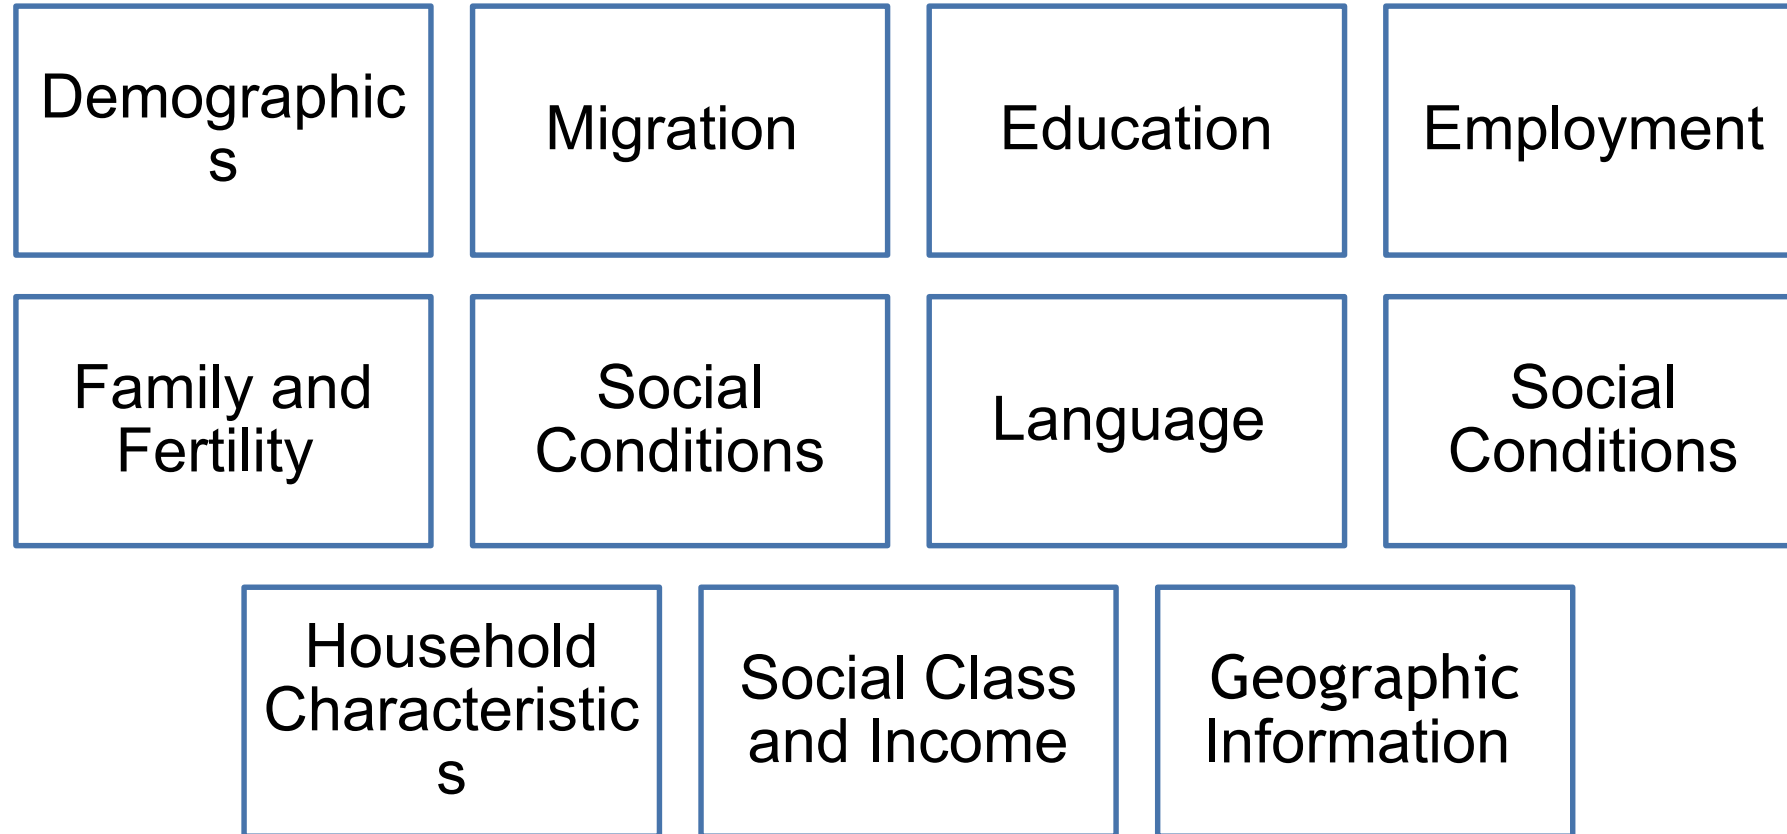 Demographic
s
Migration
Education
Employment
Family and
Fertility
Social
Conditions
Language
Social
Conditions
Household
Characteristic
s
Social Class
and Income
Geographic
Information